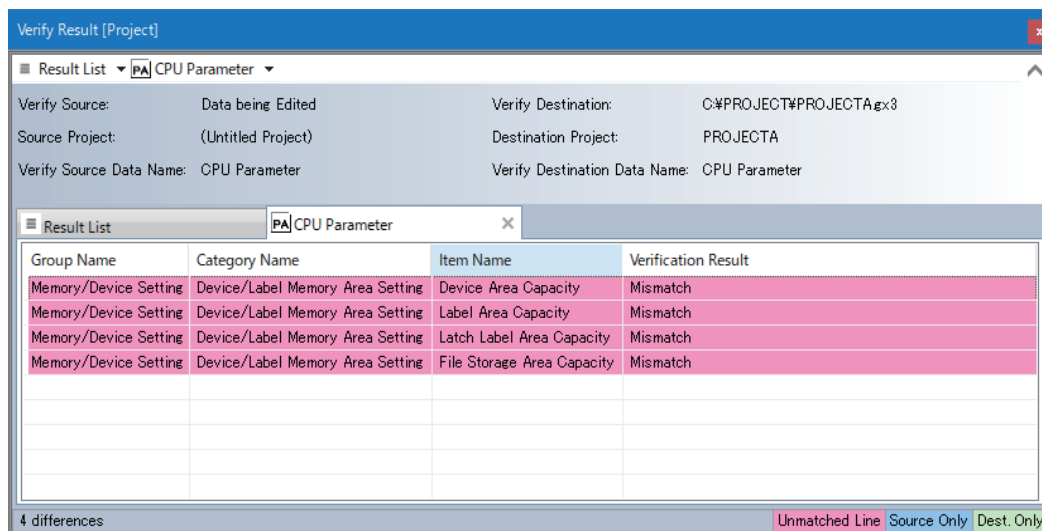 Verify Result [Project]
Result List CPU Parameter
Verify Source: Data being Edited Verify Destination: C:¥PROJECT¥PROJECTA.gx3
Source Project: (Untitled Project) Destination Project: PROJECTA
Verify Source Data Name: CPU Parameter Verify Destination Data Name: CPU Parameter
Result List PA CPU Parameter
Group Name Category Name Item Name Verification Result
Memory/Device Setting Device/Label Memory Area Setting Device Area Capacity Mismatch
Memory/Device Setting Device/Label Memory Area Setting Label Area Capacity Mismatch
Memory/Device Setting Device/Label Memory Area Setting Latch Label Area Capacity Mismatch
Memory/Device Setting Device/Label Memory Area Setting File Storage Area Capacity Mismatch
4 differences Unmatched Line Source Only Dest. Only